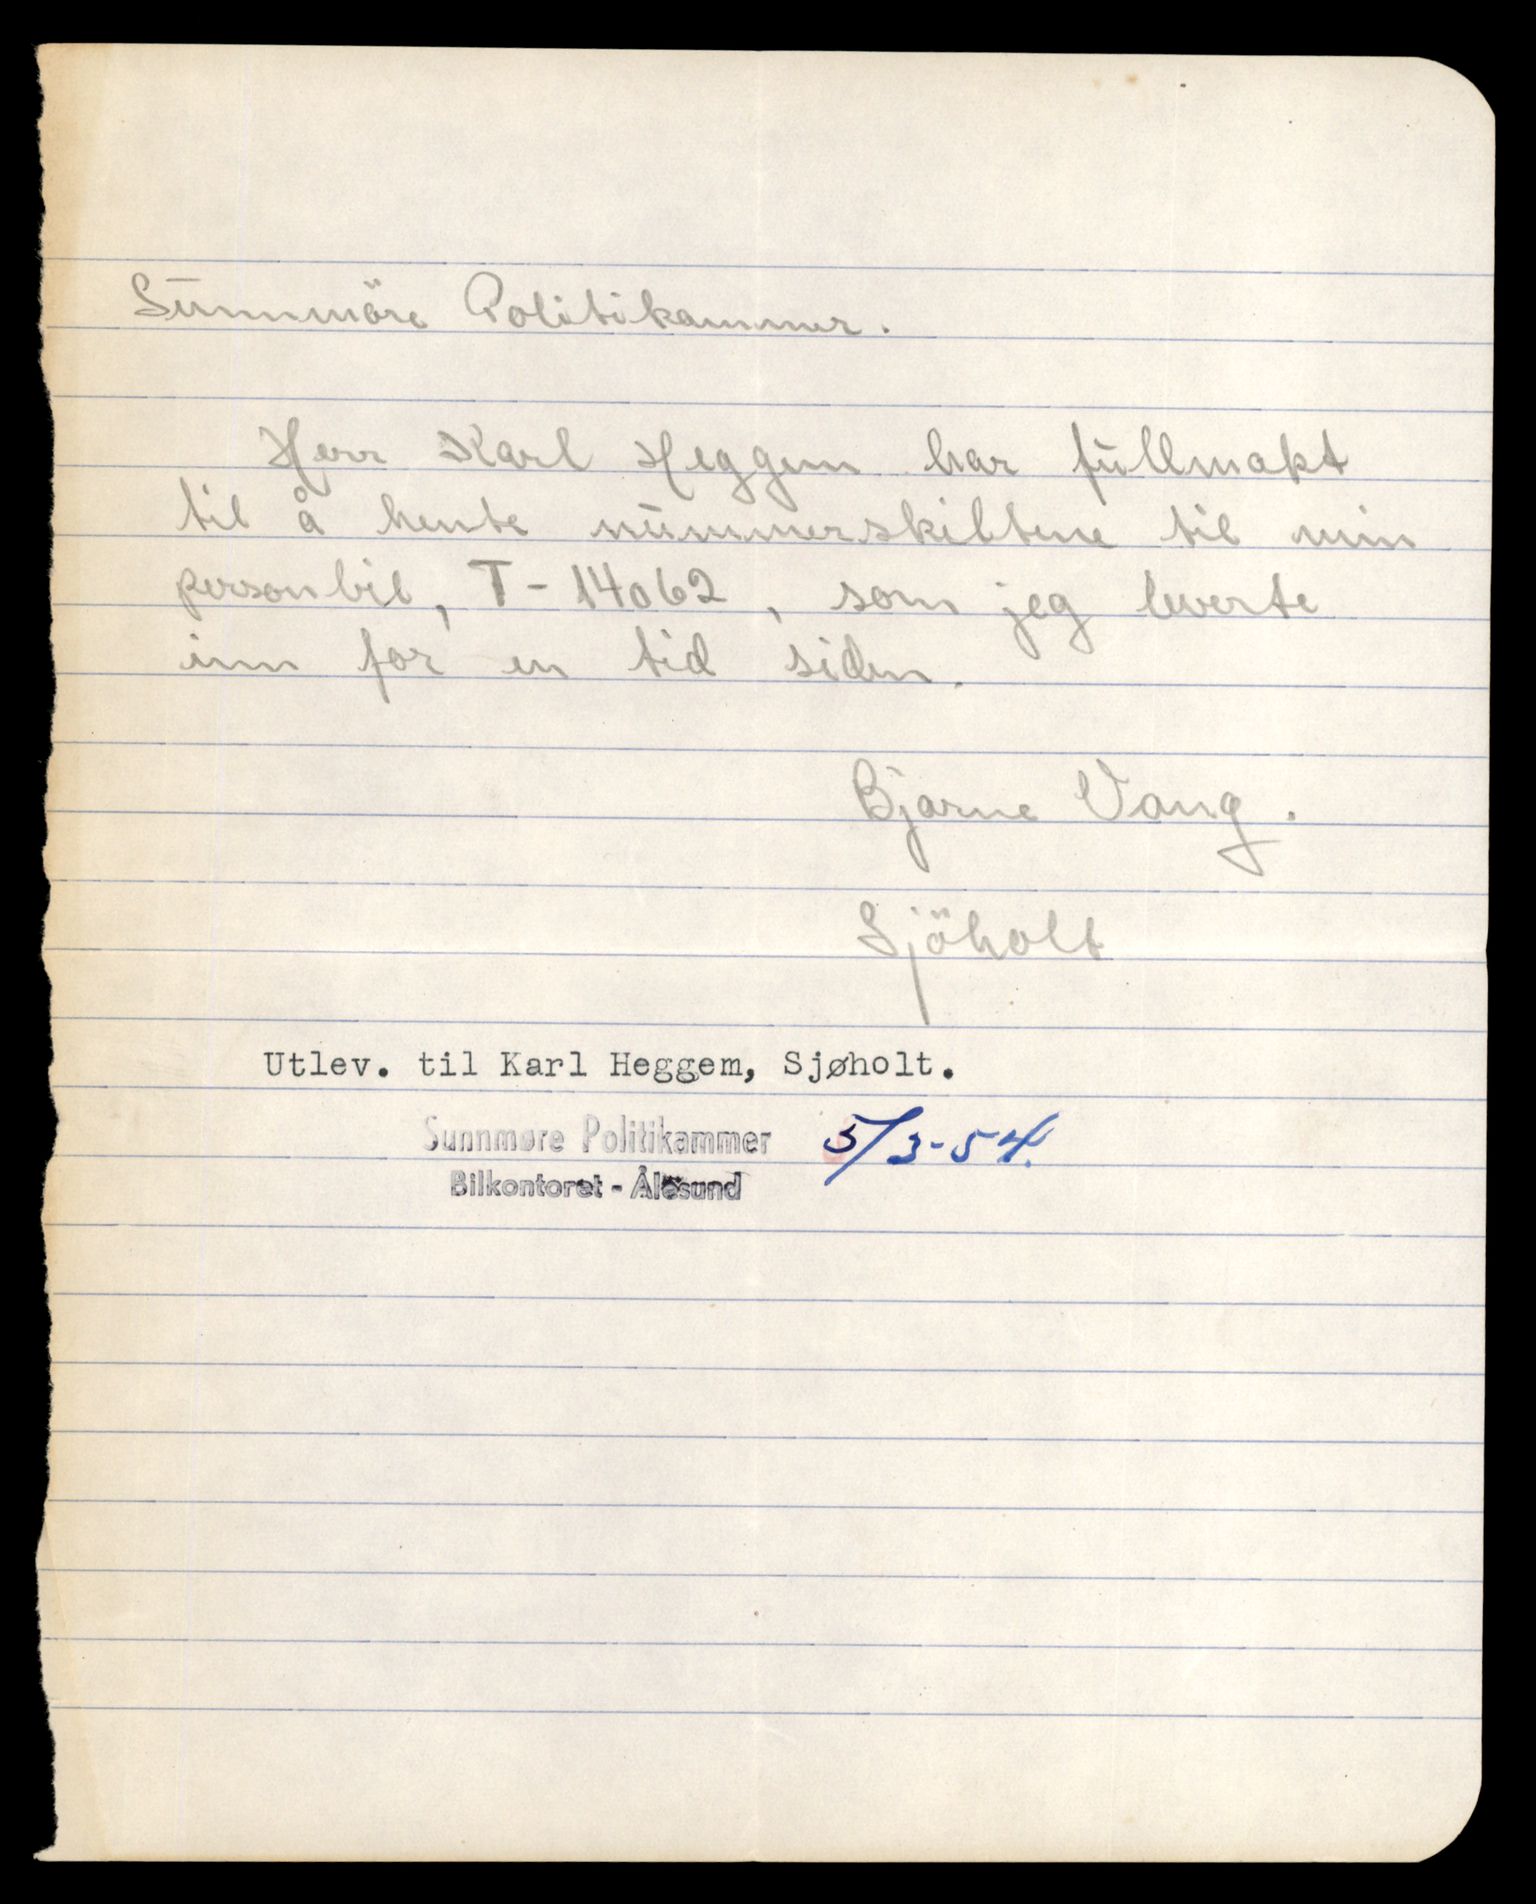 Sunnmöre Politikammer.
Herr Karl Heggem har fullmakt
til å hente nummerskiltene til min
personbil, T-14062, som jeg leverte
inn for en tid siden.
Bjarne Vang.
Sjöholt
Utlev. til Karl Heggem, Sjøholt.
Sunnmøre Politikammer 5/3-54.
Bilkontoret - Ålesund